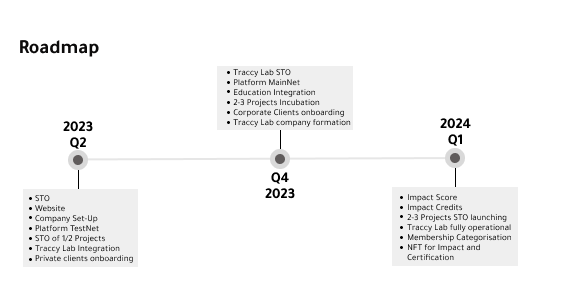 Roadmap
2023
Q2
• STO
• Website
• Company Set-Up
• Platform TestNet
• STO of 1/2 Projects
• Traccy Lab Integration
• Private clients onboarding
• Traccy Lab STO
• Platform MainNet
• Education Integration
• 2-3 Projects Incubation
• Corporate Clients onboarding
• Traccy Lab company formation
Q4
2023
2024
Q1
• Impact Score
• Impact Credits
• 2-3 Projects STO launching
• Traccy Lab fully operational
• Membership Categorisation
• NFT for Impact and
Certification